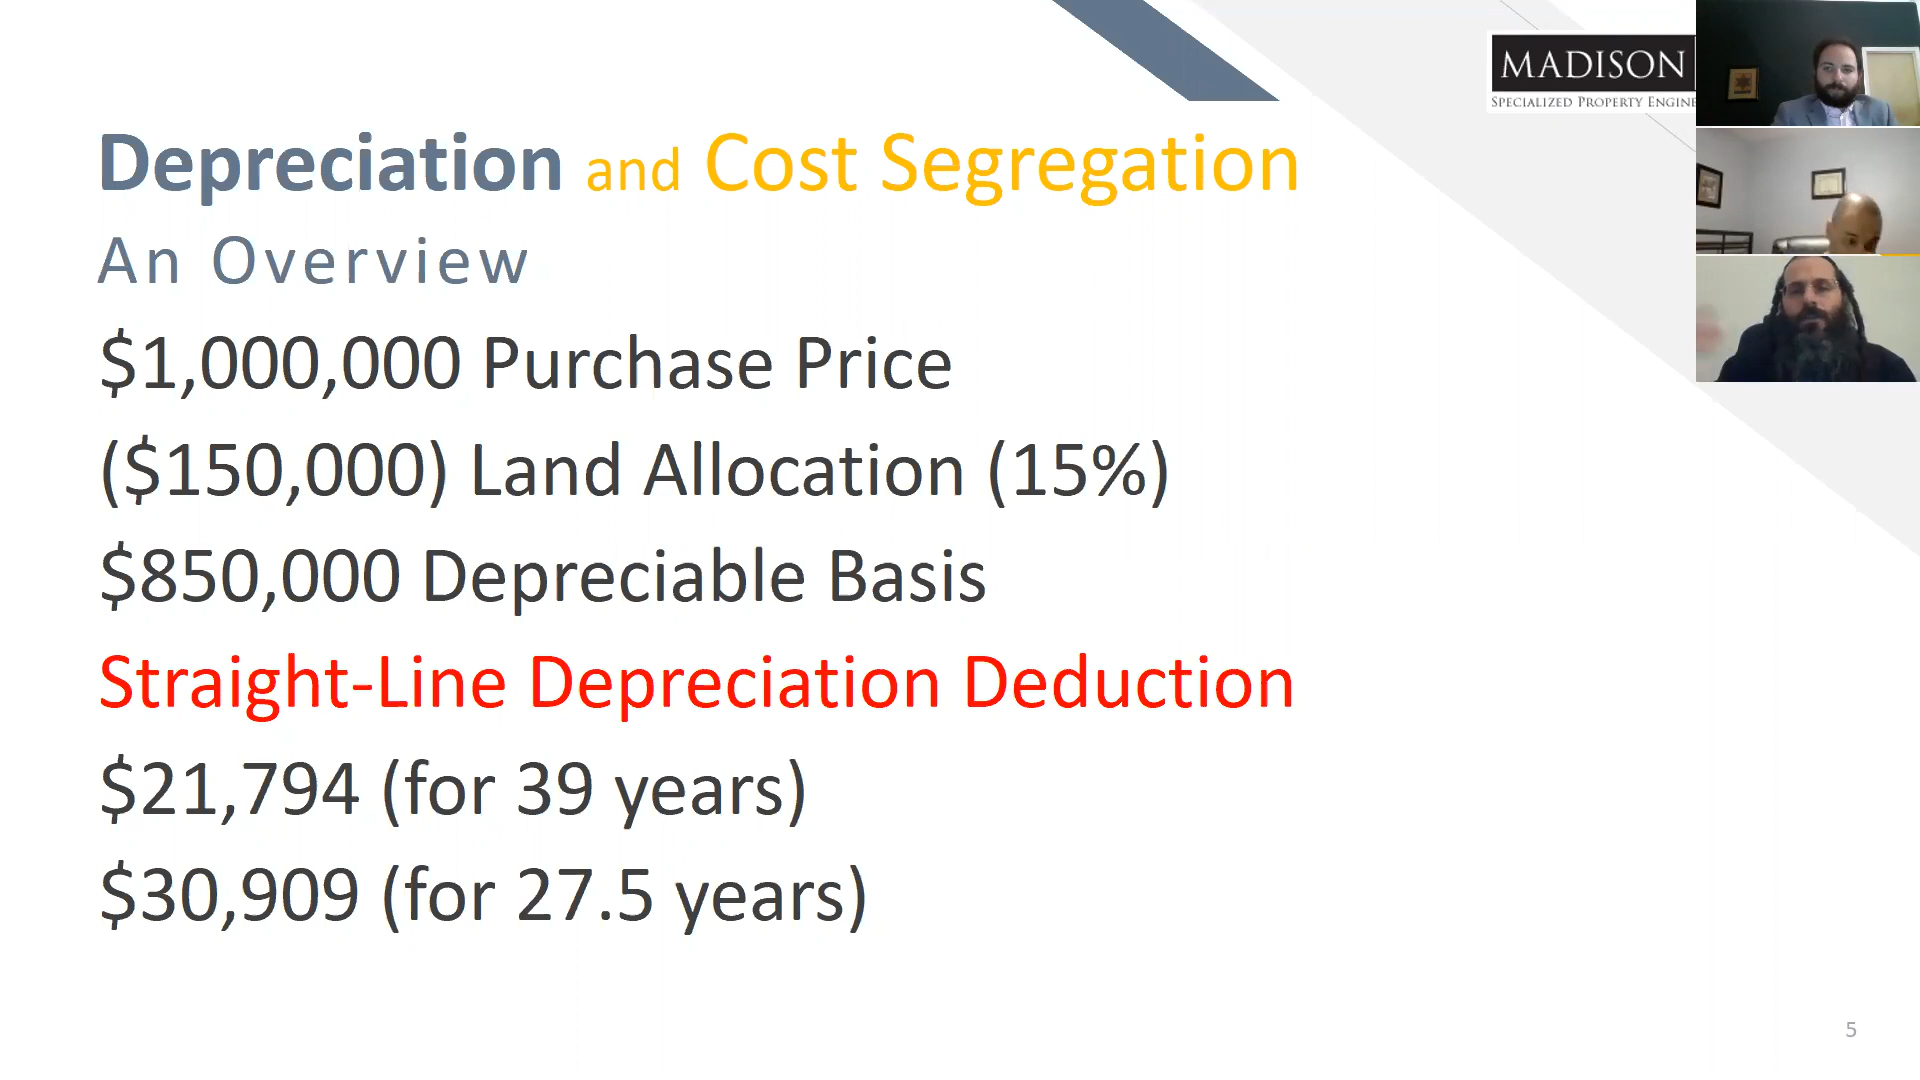 MADISON
SPECIALIZED PROPERTY ENGINE
Depreciation and Cost Segregation
An Overview
$1,000,000 Purchase Price
($150,000) Land Allocation (15%)
$850,000 Depreciable Basis
Straight-Line Depreciation Deduction
$21,794 (for 39 years)
$30,909 (for 27.5 years)
5